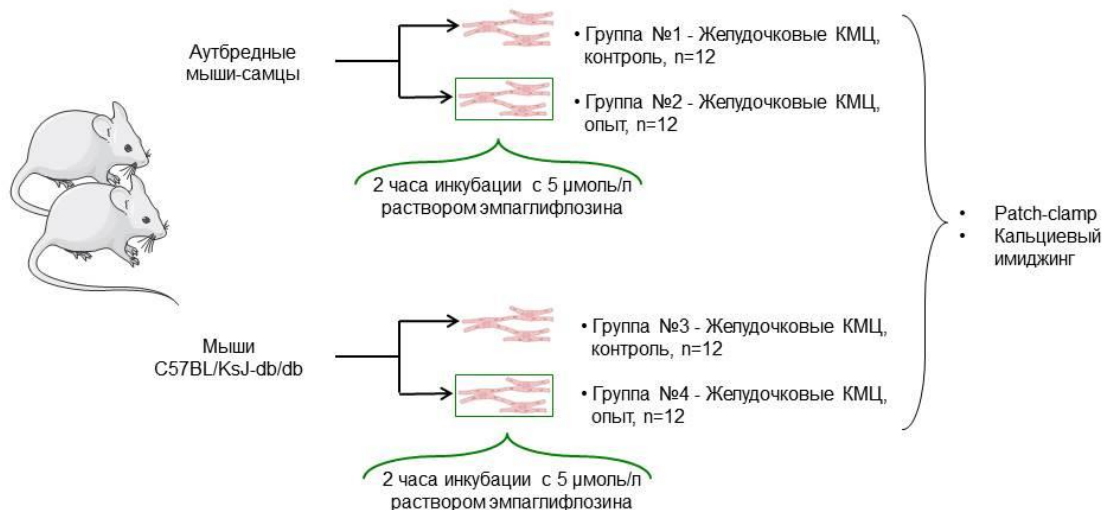 Аутбредные
мыши-самцы
• Группа №1 - Желудочковые КМЦ,
контроль, n=12
• Группа №2 - Желудочковые КМЦ,
опыт, n=12
2 часа инкубации с 5 μмоль/л
раствором эмпаглифлозина
Мыши
C57BL/KsJ-db/db
• Группа №3 - Желудочковые КМЦ,
контроль, n=12
• Группа №4 - Желудочковые КМЦ,
опыт, n=12
2 часа инкубации с 5 μмоль/л
раствором эмпаглифлозина
• Patch-clamp
• Кальциевый
имиджинг